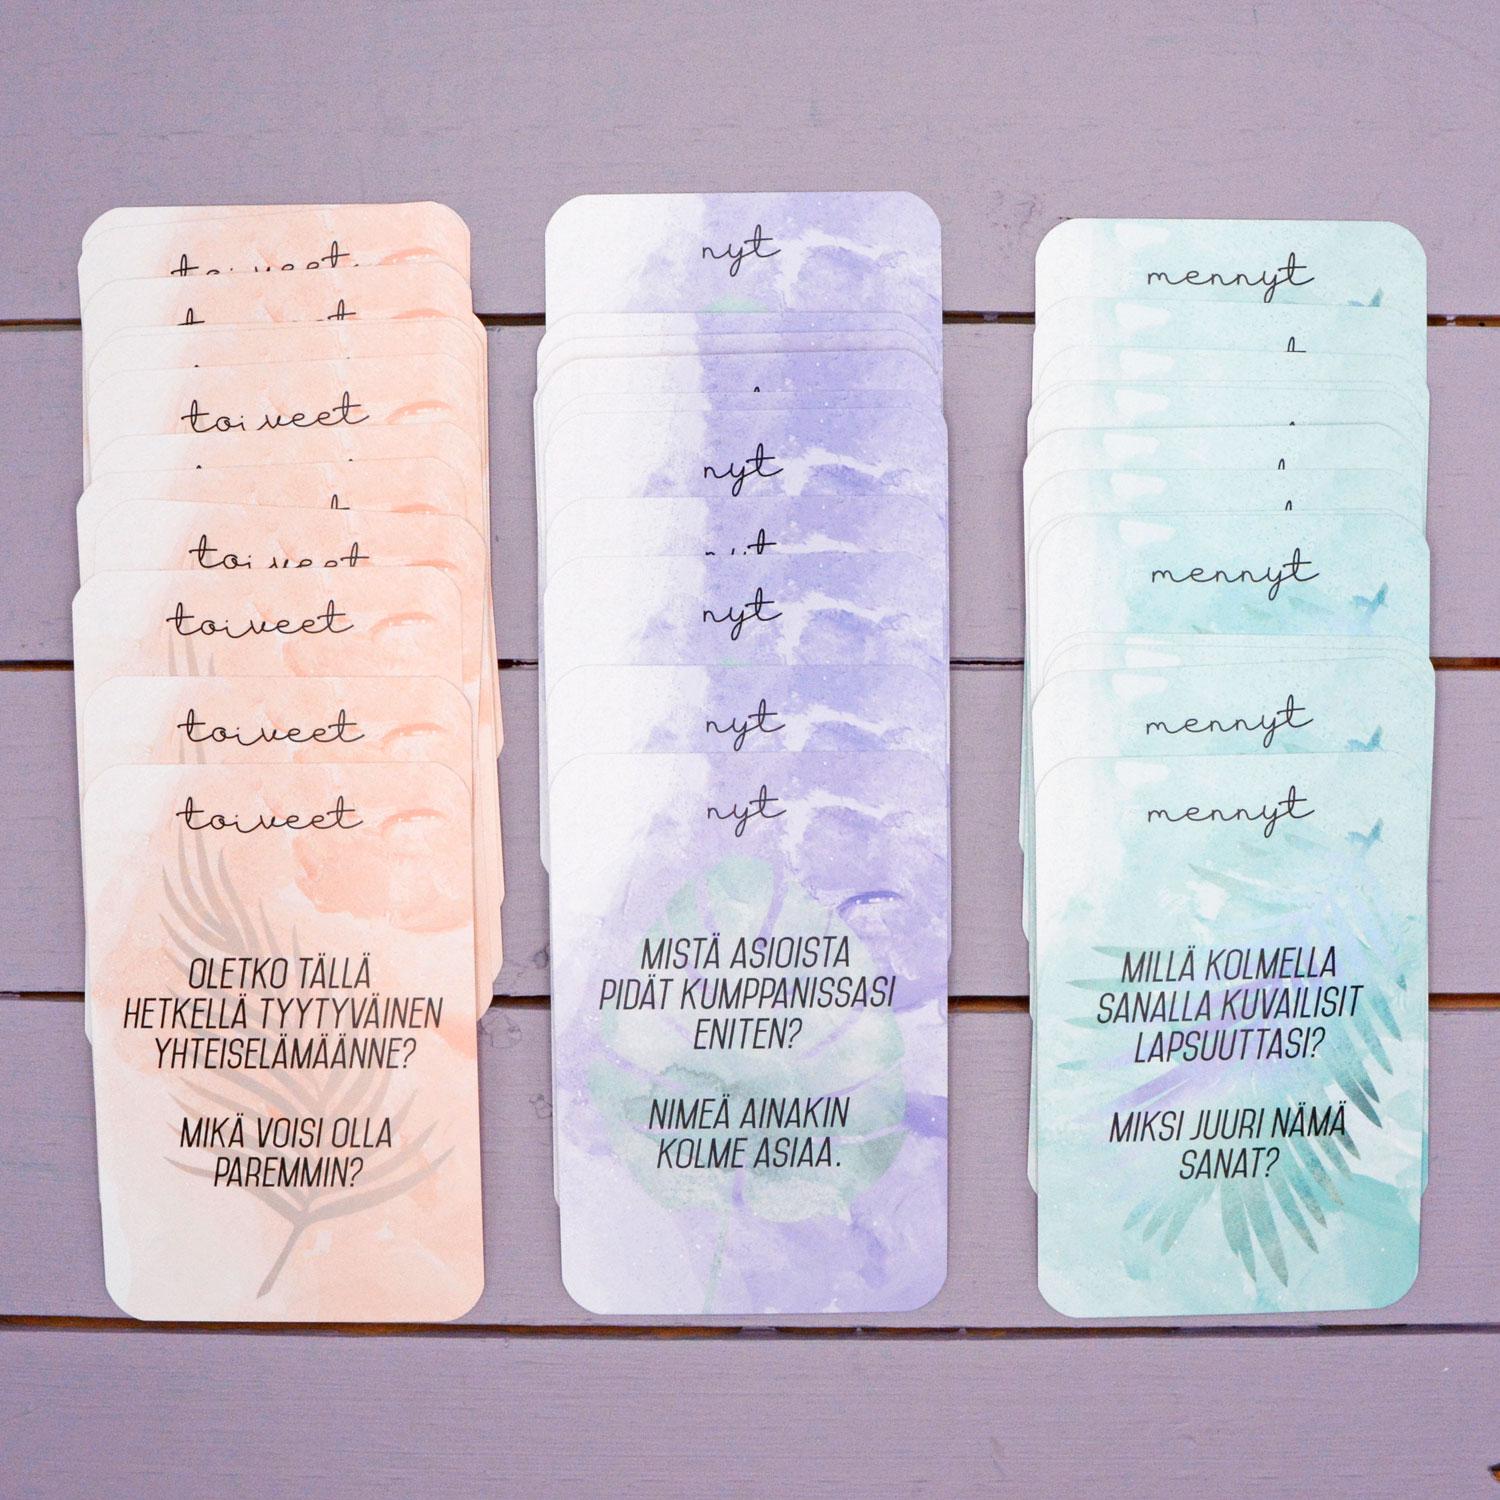 toiveet
toiveet
toiveet
toiveet
toiveet
toiveet
OLETKO TÄLLÄ
HETKELLÄ TYYTYVÄINEN
YHTEISELÄMÄÄNNE?
MIKÄ VOISI OLLA
PAREMMIN?
nyt
nyt
nyt
nyt
nyt
MISTÄ ASIOISTA
PIDÄT KUMPPANISSASI
ENITEN?
NIMEÄ AINAKIN
KOLME ASIAA.
mennyt
mennyt
mennyt
mennyt
MILLÄ KOLMELLA
SANALLA KUVAILISIT
LAPSUUTTASI?
MIKSI JUURI NÄMÄ
SANAT?